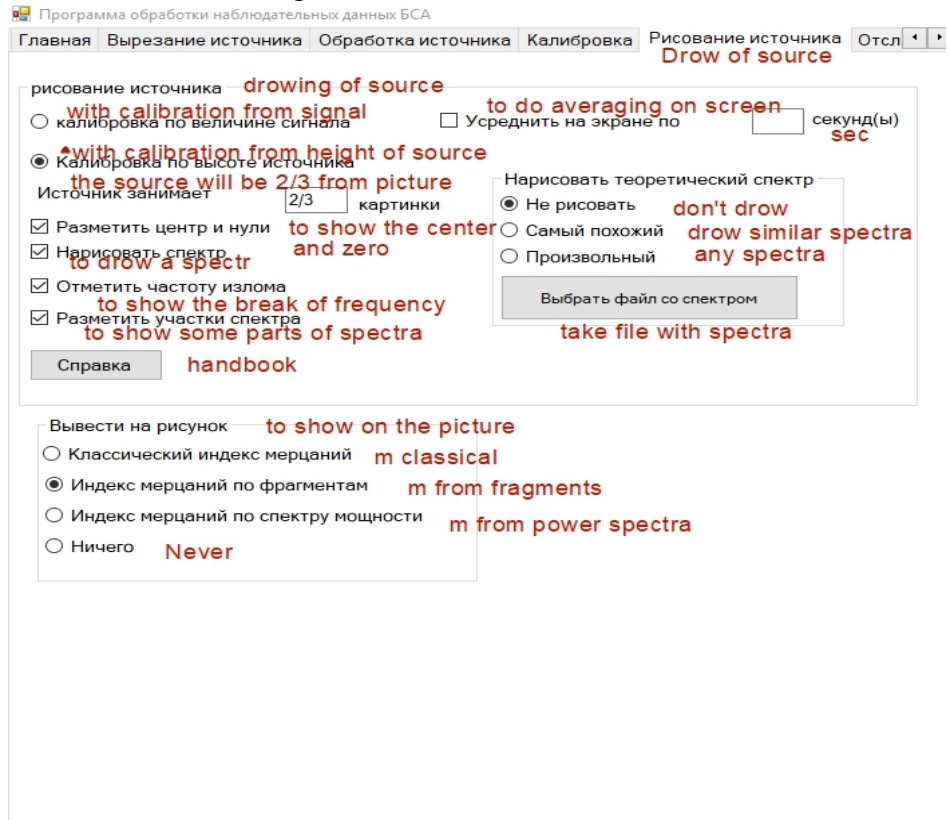 Программа обработки наблюдательных данных БСА
Главная Вырезание источника Обработка источника Калибровка Рисование источника Отсл
Drow of source
рисование источника drowing of source
with calibration from signal to do averaging on screen
калибровка по величине сигнала Усреднить на экране по секунд(ы)
sec
with calibration from height of source
Калибровка по высоте источника
the source will be 2/3 from picture Нарисовать теоретический спектр
Источник занимает 2/3 картинки Не рисовать don't drow
Разметить центр и нули to show the center Самый похожий drow similar spectra
and zero
Нарисовать спектр Произвольный any spectra
to drow a spectr
Отметить частоту излома Выбрать файл со спектром
to show the break of frequency
Разметить участки спектра take file with spectra
to show some parts of spectra
Справка handbook
Вывести на рисунок to show on the picture
Классический индекс мерцаний m classical
Индекс мерцаний по фрагментам m from fragments
Индекс мерцаний по спектру мощности m from power spectra
Ничего Never